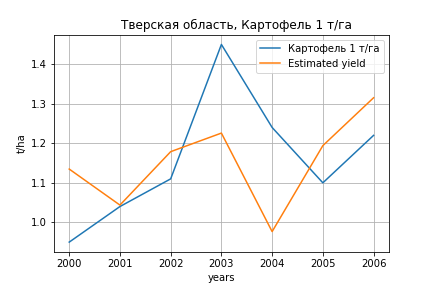 Тверская область, Картофель 1 т/га
Картофель 1 т/га
Estimated yield
1.4
1.3
1.2
1.1
1.0
t/ha
2000 2001 2002 2003 2004 2005 2006
years